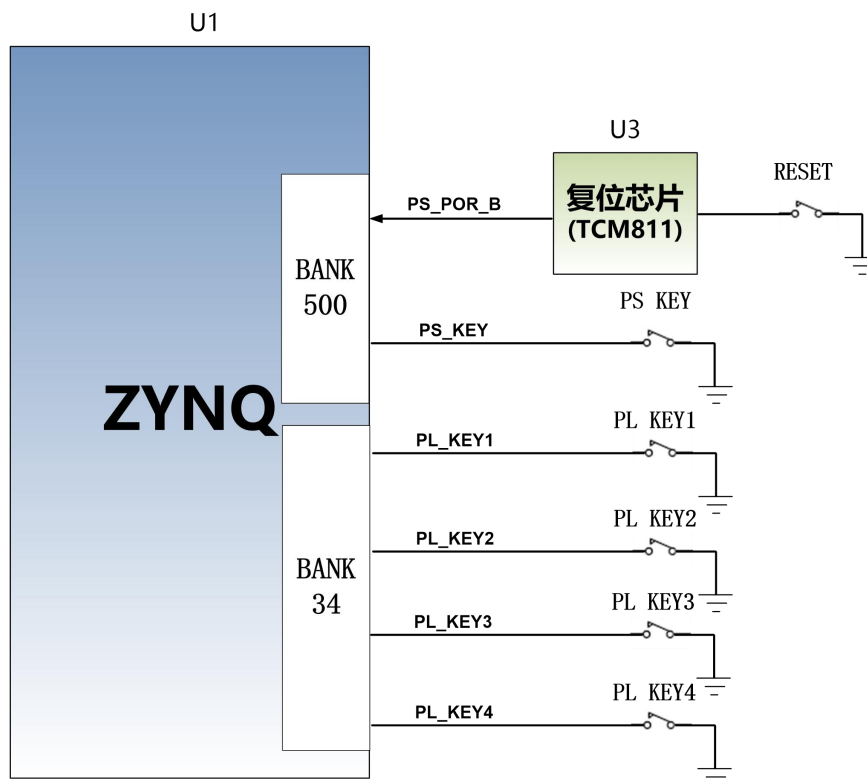 U1
U3
复位芯片
(TCM811)
RESET
PS_POR_B
BANK
500
PS KEY
PS_KEY
ZYNQ
PL KEY1
PL_KEY1
PL KEY2
PL_KEY2
BANK
34
PL KEY3
PL_KEY3
PL KEY4
PL_KEY4